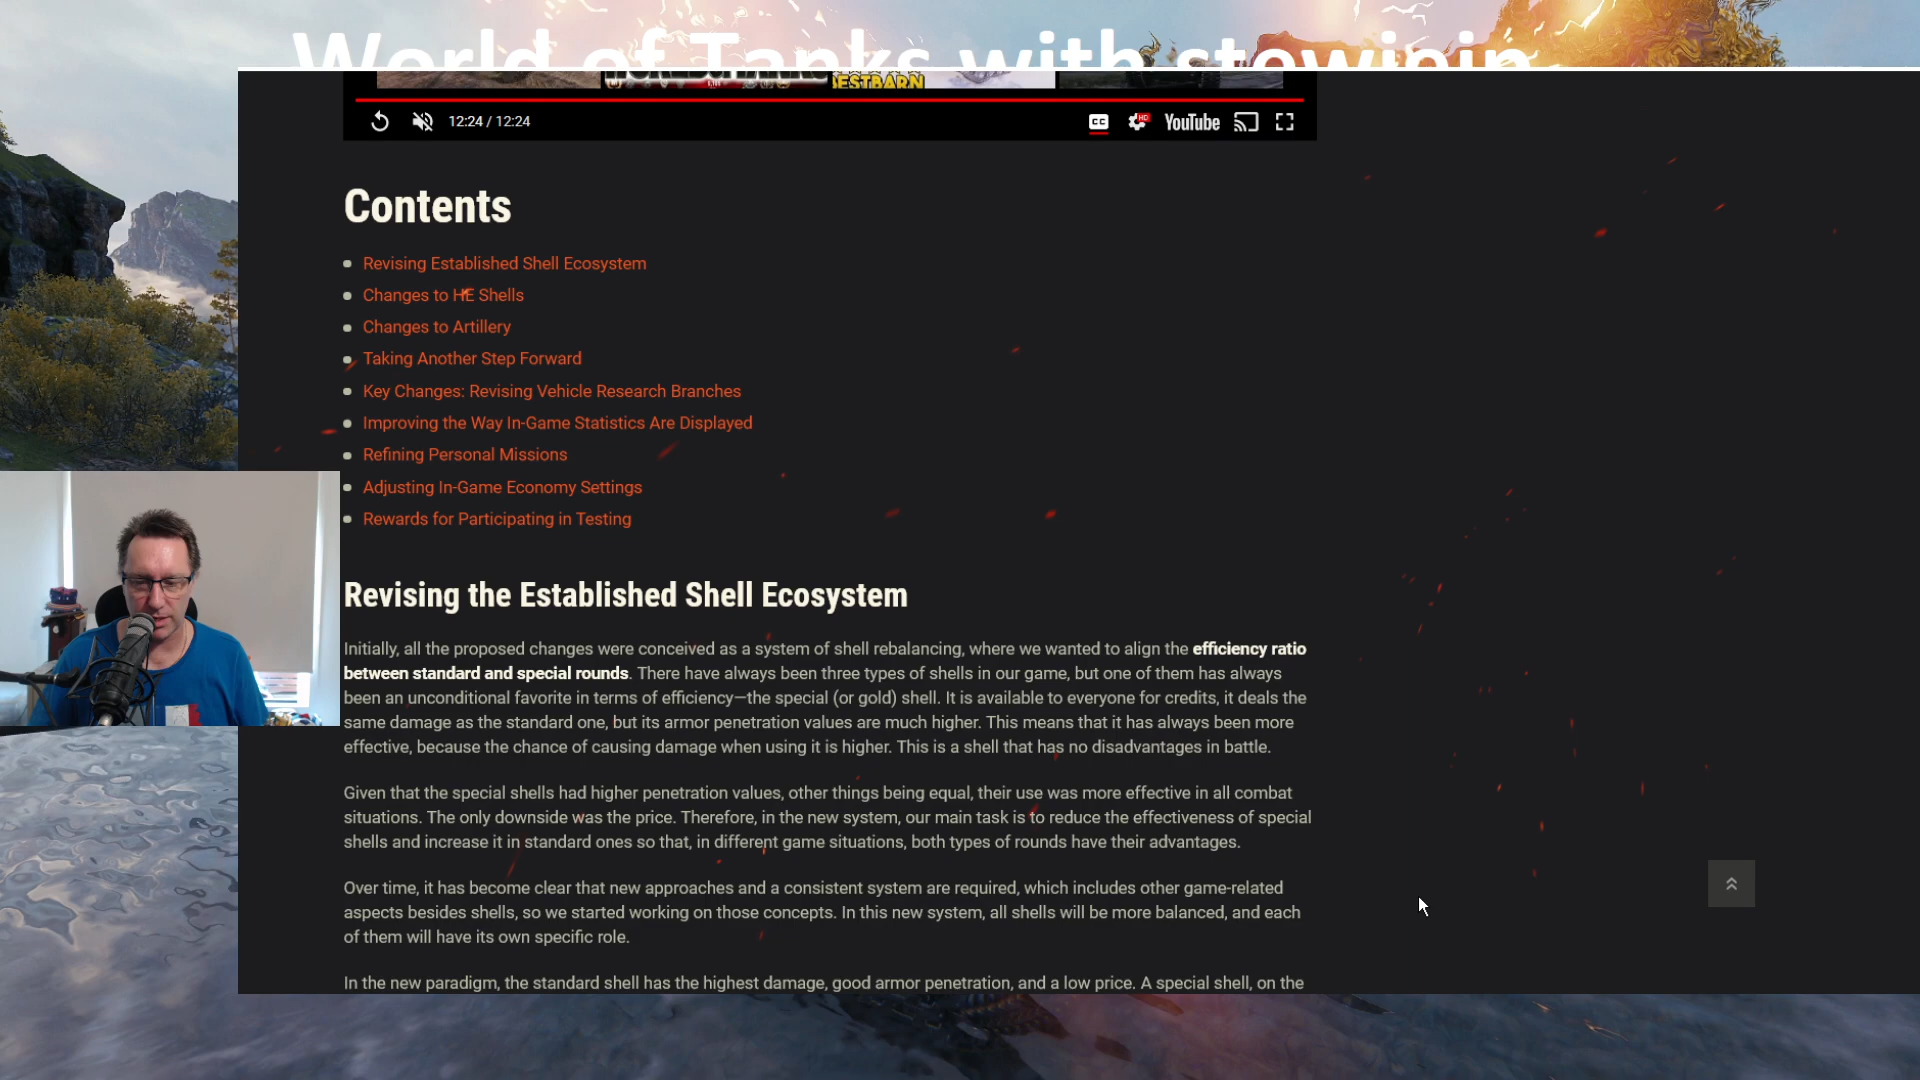 World of Tanks with stewipip
BESTBARN
12:24 / 12:24
CC
HD
YouTube
Contents
Revising Established Shell Ecosystem
Changes to HE Shells
Changes to Artillery
Taking Another Step Forward
Key Changes: Revising Vehicle Research Branches
Improving the Way In-Game Statistics Are Displayed
Refining Personal Missions
Adjusting In-Game Economy Settings
Rewards for Participating in Testing
Revising the Established Shell Ecosystem
Initially, all the proposed changes were conceived as a system of shell rebalancing, where we wanted to align the efficiency ratio
between standard and special rounds. There have always been three types of shells in our game, but one of them has always
been an unconditional favorite in terms of efficiency—the special (or gold) shell. It is available to everyone for credits, it deals the
same damage as the standard one, but its armor penetration values are much higher. This means that it has always been more
effective, because the chance of causing damage when using it is higher. This is a shell that has no disadvantages in battle.
Given that the special shells had higher penetration values, other things being equal, their use was more effective in all combat
situations. The only downside was the price. Therefore, in the new system, our main task is to reduce the effectiveness of special
shells and increase it in standard ones so that, in different game situations, both types of rounds have their advantages.
Over time, it has become clear that new approaches and a consistent system are required, which includes other game-related
aspects besides shells, so we started working on those concepts. In this new system, all shells will be more balanced, and each
of them will have its own specific role.
In the new paradigm, the standard shell has the highest damage, good armor penetration, and a low price. A special shell, on the